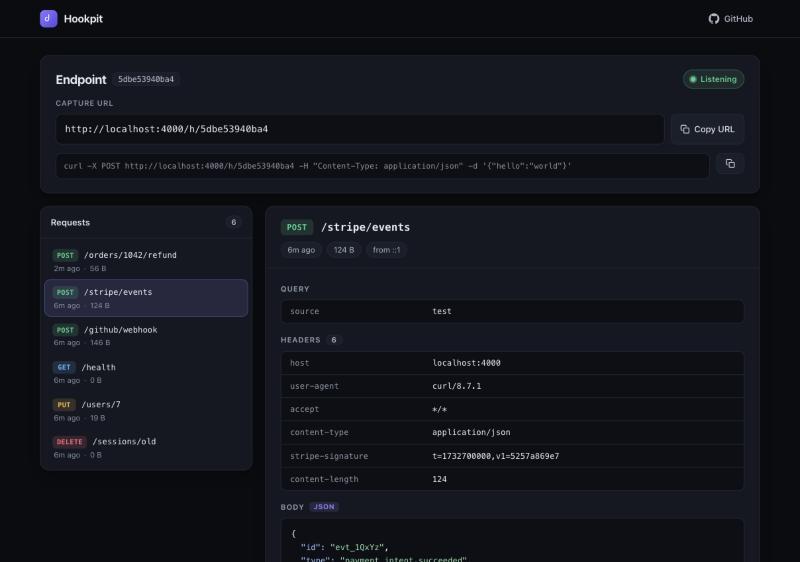 Hookpit
GitHub
Endpoint 5dbe53940ba4
Listening
CAPTURE URL
http://localhost:4000/h/5dbe53940ba4
Copy URL
curl -X POST http://localhost:4000/h/5dbe53940ba4 -H "Content-Type: application/json" -d '{"hello":"world"}'
Requests 6
POST /orders/1042/refund
2m ago · 56 B
POST /stripe/events
6m ago · 124 B
POST /github/webhook
6m ago · 146 B
GET /health
6m ago · 0 B
PUT /users/7
6m ago · 19 B
DELETE /sessions/old
6m ago · 0 B
POST /stripe/events
6m ago 124 B from ::1
QUERY
source test
HEADERS 6
host localhost:4000
user-agent curl/8.7.1
accept */*
content-type application/json
stripe-signature t=1732700000,v1=5257a869e7
content-length 124
BODY JSON
{
"id": "evt_1QxYz",
"type": "payment_intent.succeeded"